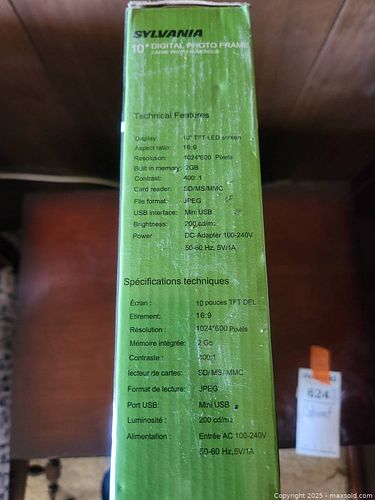 SYLVANIA
10" DIGITAL PHOTO FRAME
CADRE PHOTO NUMÉRIQUE
Technical Features
Display: 10" TFT LED screen
Aspect ratio: 16:9
Resolution: 1024*600 Pixels
Built in memory: 2GB
Contrast: 400:1
Card reader: SD/MS/MMC
File format: JPEG
USB interface: Mini USB
Brightness: 200 cd/m2
Power DC Adapter 100-240V
50-60 Hz, 5V/1A
Spécifications techniques
Écran : 10 pouces TFT DEL
Etirement: 16:9
Résolution : 1024*600 Pixels
Mémoire intégrée: 2 Go
Contraste : 400:1
lecteur de cartes: SD/MS/MMC
Format de lecture: JPEG
Port USB: Mini USB
Luminosité : 200 cd/m2
Alimentation : Entrée AC 100-240V
50-60 Hz,5V/1A
624
Cabinet
© 2025 - maxsold.com